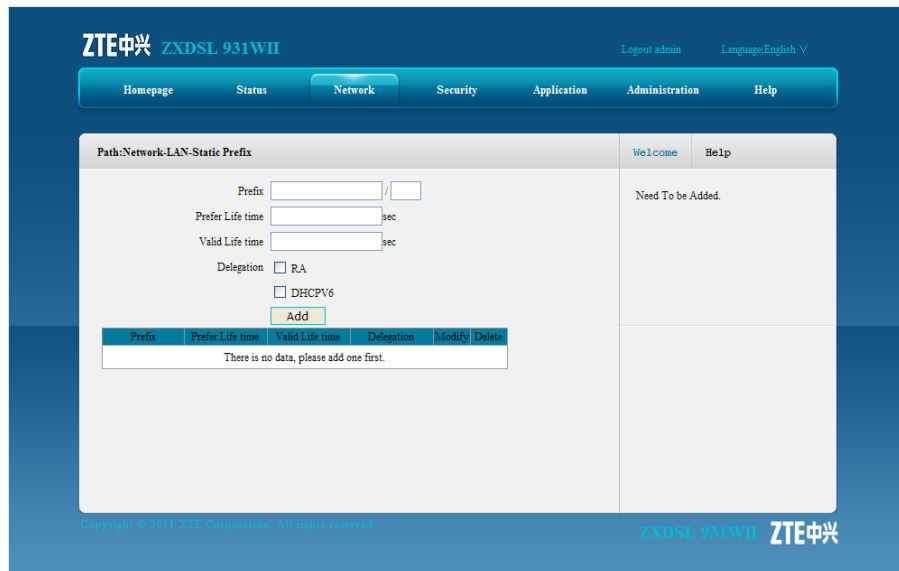 ZTE中兴 ZXDSL 931WII
Logout admin Language:English V
Homepage Status Network Security Application Administration Help
Path:Network-LAN-Static Prefix
Welcome Help
Prefix /
Need To be Added.
Prefer Life time sec
Valid Life time sec
Delegation RA
DHCPV6
Add
Prefix Prefer Life time Valid Life time Delegation Modify Delete
There is no data, please add one first.
Copyright © 2011 ZTE Corporation. All rights reserved.
ZXDSL 931WII ZTE中兴